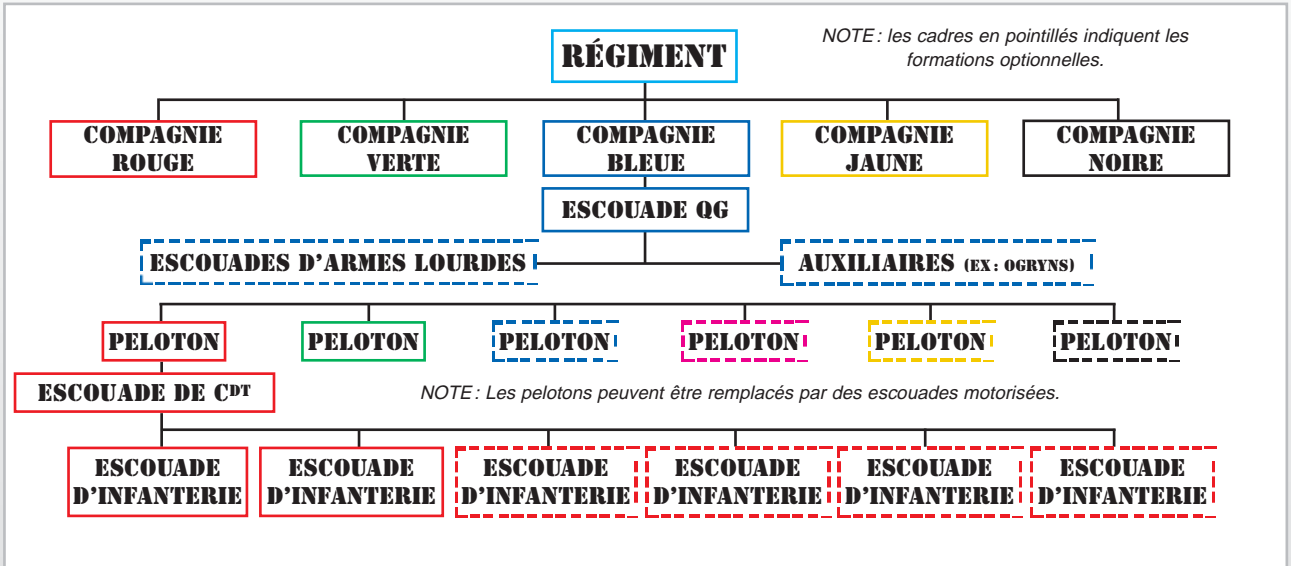 RÉGIMENT
NOTE : les cadres en pointillés indiquent les
formations optionnelles.
COMPAGNIE
ROUGE
COMPAGNIE
VERTE
COMPAGNIE
BLEUE
COMPAGNIE
JAUNE
COMPAGNIE
NOIRE
ESCOUADE QG
ESCOUADES D'ARMES LOURDES
AUXILIAIRES (EX : OGRYNS)
PELOTON
PELOTON
PELOTON
PELOTON
PELOTON
PELOTON
ESCOUADE DE CDT
NOTE : Les pelotons peuvent être remplacés par des escouades motorisées.
ESCOUADE
D'INFANTERIE
ESCOUADE
D'INFANTERIE
ESCOUADE
D'INFANTERIE
ESCOUADE
D'INFANTERIE
ESCOUADE
D'INFANTERIE
ESCOUADE
D'INFANTERIE